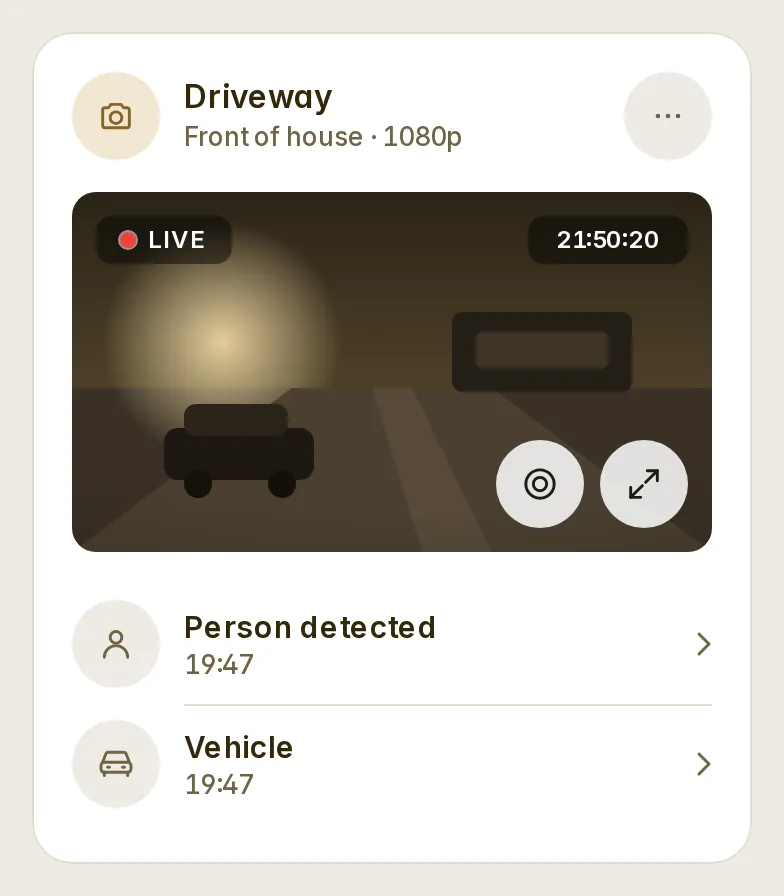 Driveway
Front of house · 1080p
LIVE
21:50:20
Person detected
19:47
Vehicle
19:47